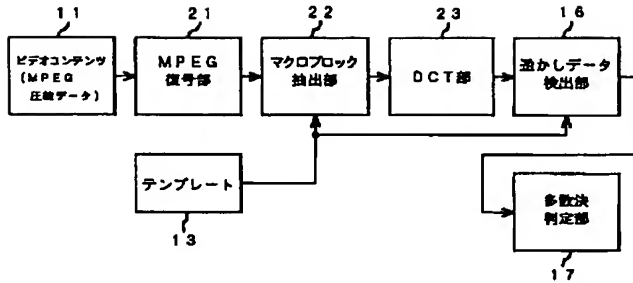 11
21
22
23
16
ビデオコンテンツ
(MPEG
圧縮データ)
MPEG
復号部
マクロブロック
抽出部
DCT部
透かしデータ
検出部
テンプレート
13
多数決
判定部
17